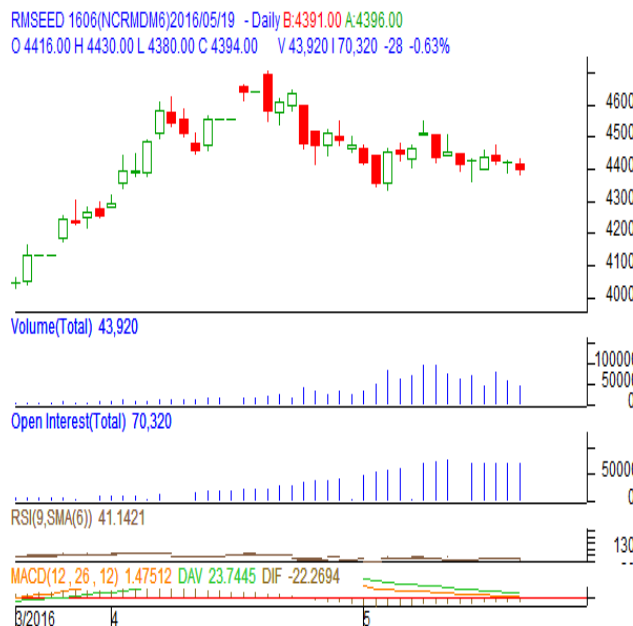 RMSEED 1606(NCRMDM6)2016/05/19 - Daily B:4391.00 A:4396.00
O 4416.00 H 4430.00 L 4380.00 C 4394.00 V 43,920 I 70,320 -28 -0.63%
4600
4500
4400
4300
4200
4100
4000
Volume(Total) 43,920
100000
50000
0
Open Interest(Total) 70,320
50000
0
RSI(9,SMA(6)) 41.1421
130
MACD(12 , 26 , 12) 1.47512 DAV 23.7445 DIF -22.2694
3/2016 4 5